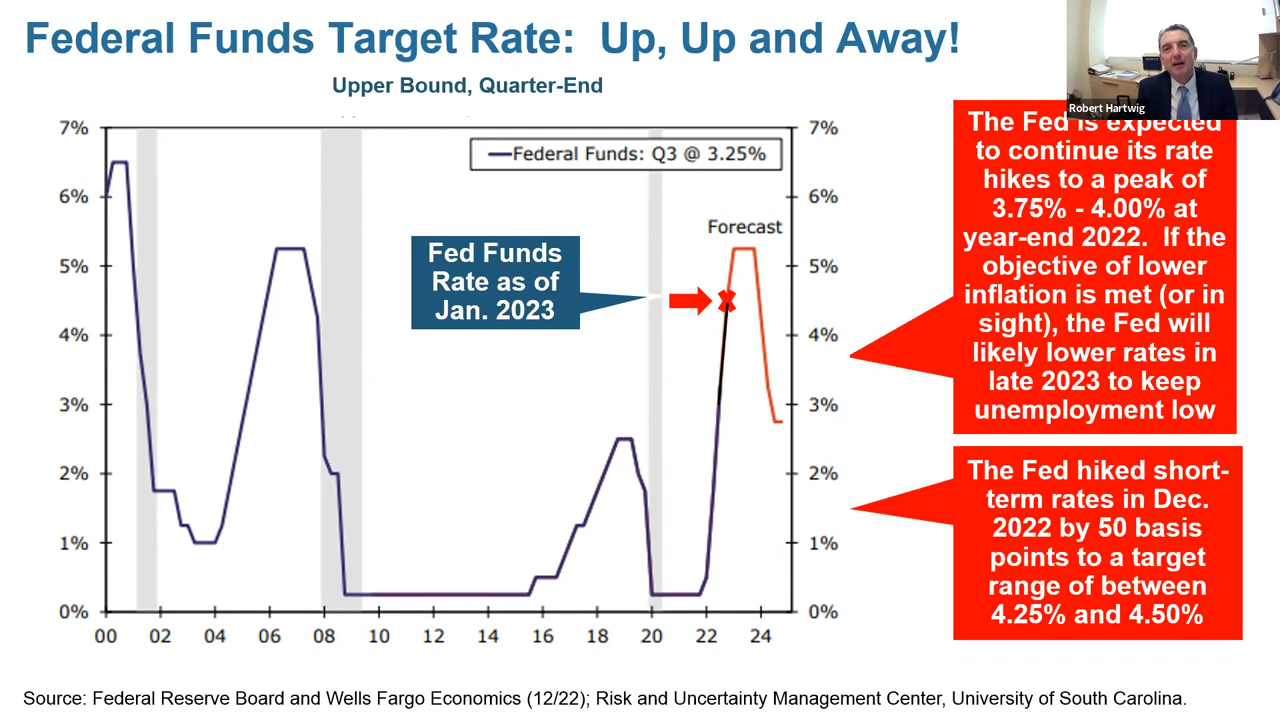 Federal Funds Target Rate: Up, Up and Away!
Upper Bound, Quarter-End
Robert Hartwig
7%
6%
5%
4%
3%
2%
1%
0%
Federal Funds: Q3 @ 3.25%
Forecast
Fed Funds
Rate as of
Jan. 2023
7%
6%
5%
4%
3%
2%
1%
0%
00 02 04 06 08 10 12 14 16 18 20 22 24
The Fed is expected
to continue its rate
hikes to a peak of
3.75% - 4.00% at
year-end 2022. If the
objective of lower
inflation is met (or in
sight), the Fed will
likely lower rates in
late 2023 to keep
unemployment low
The Fed hiked short-
term rates in Dec.
2022 by 50 basis
points to a target
range of between
4.25% and 4.50%
Source: Federal Reserve Board and Wells Fargo Economics (12/22); Risk and Uncertainty Management Center, University of South Carolina.